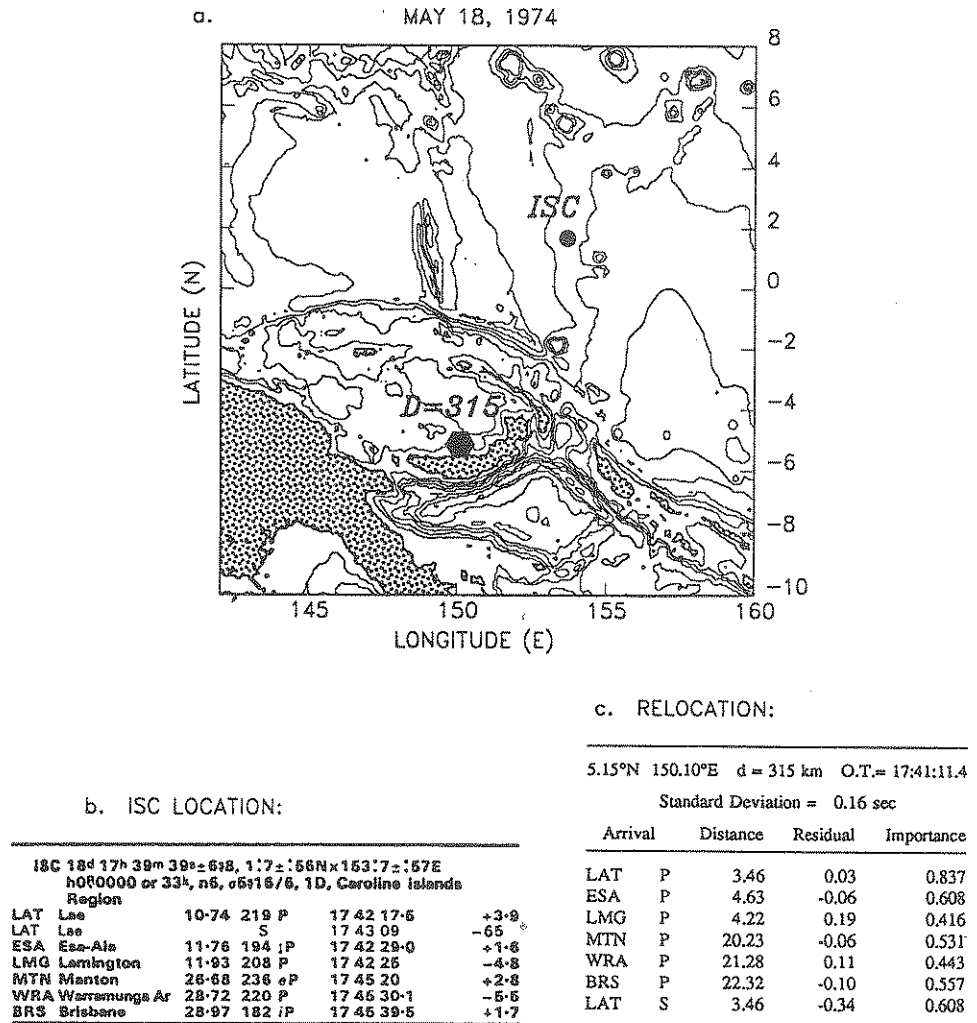 a. MAY 18, 1974
8
6
4
2
0
-2
-4
-6
-8
-10
LATITUDE (N)
ISC
D=315
145 150 155 160
LONGITUDE (E)
b. ISC LOCATION:
ISC 18d 17h 39m
Caroline Islands
Region
LAT Lae 10·74 219 P 17 42 17·5 +3·9
LAT Lae S 17 43 09 -65
ESA Esa-Ala 11·76 194 iP 17 42 29·0 +1·6
LMG Lamington 11·93 208 P 17 42 25 -4·8
MTN Manton 26·68 236 eP 17 45 20 +2·8
WRA Warramunga Ar 28·72 220 P 17 45 30·1 -5·5
BRS Brisbane 28·97 182 iP 17 45 39·5 +1·7
c. RELOCATION:
5.15°N 150.10°E d = 315 km O.T.= 17:41:11.4
Standard Deviation = 0.16 sec
Arrival Distance Residual Importance
LAT P 3.46 0.03 0.837
ESA P 4.63 -0.06 0.608
LMG P 4.22 0.19 0.416
MTN P 20.23 -0.06 0.531
WRA P 21.28 0.11 0.443
BRS P 22.32 -0.10 0.557
LAT S 3.46 -0.34 0.608